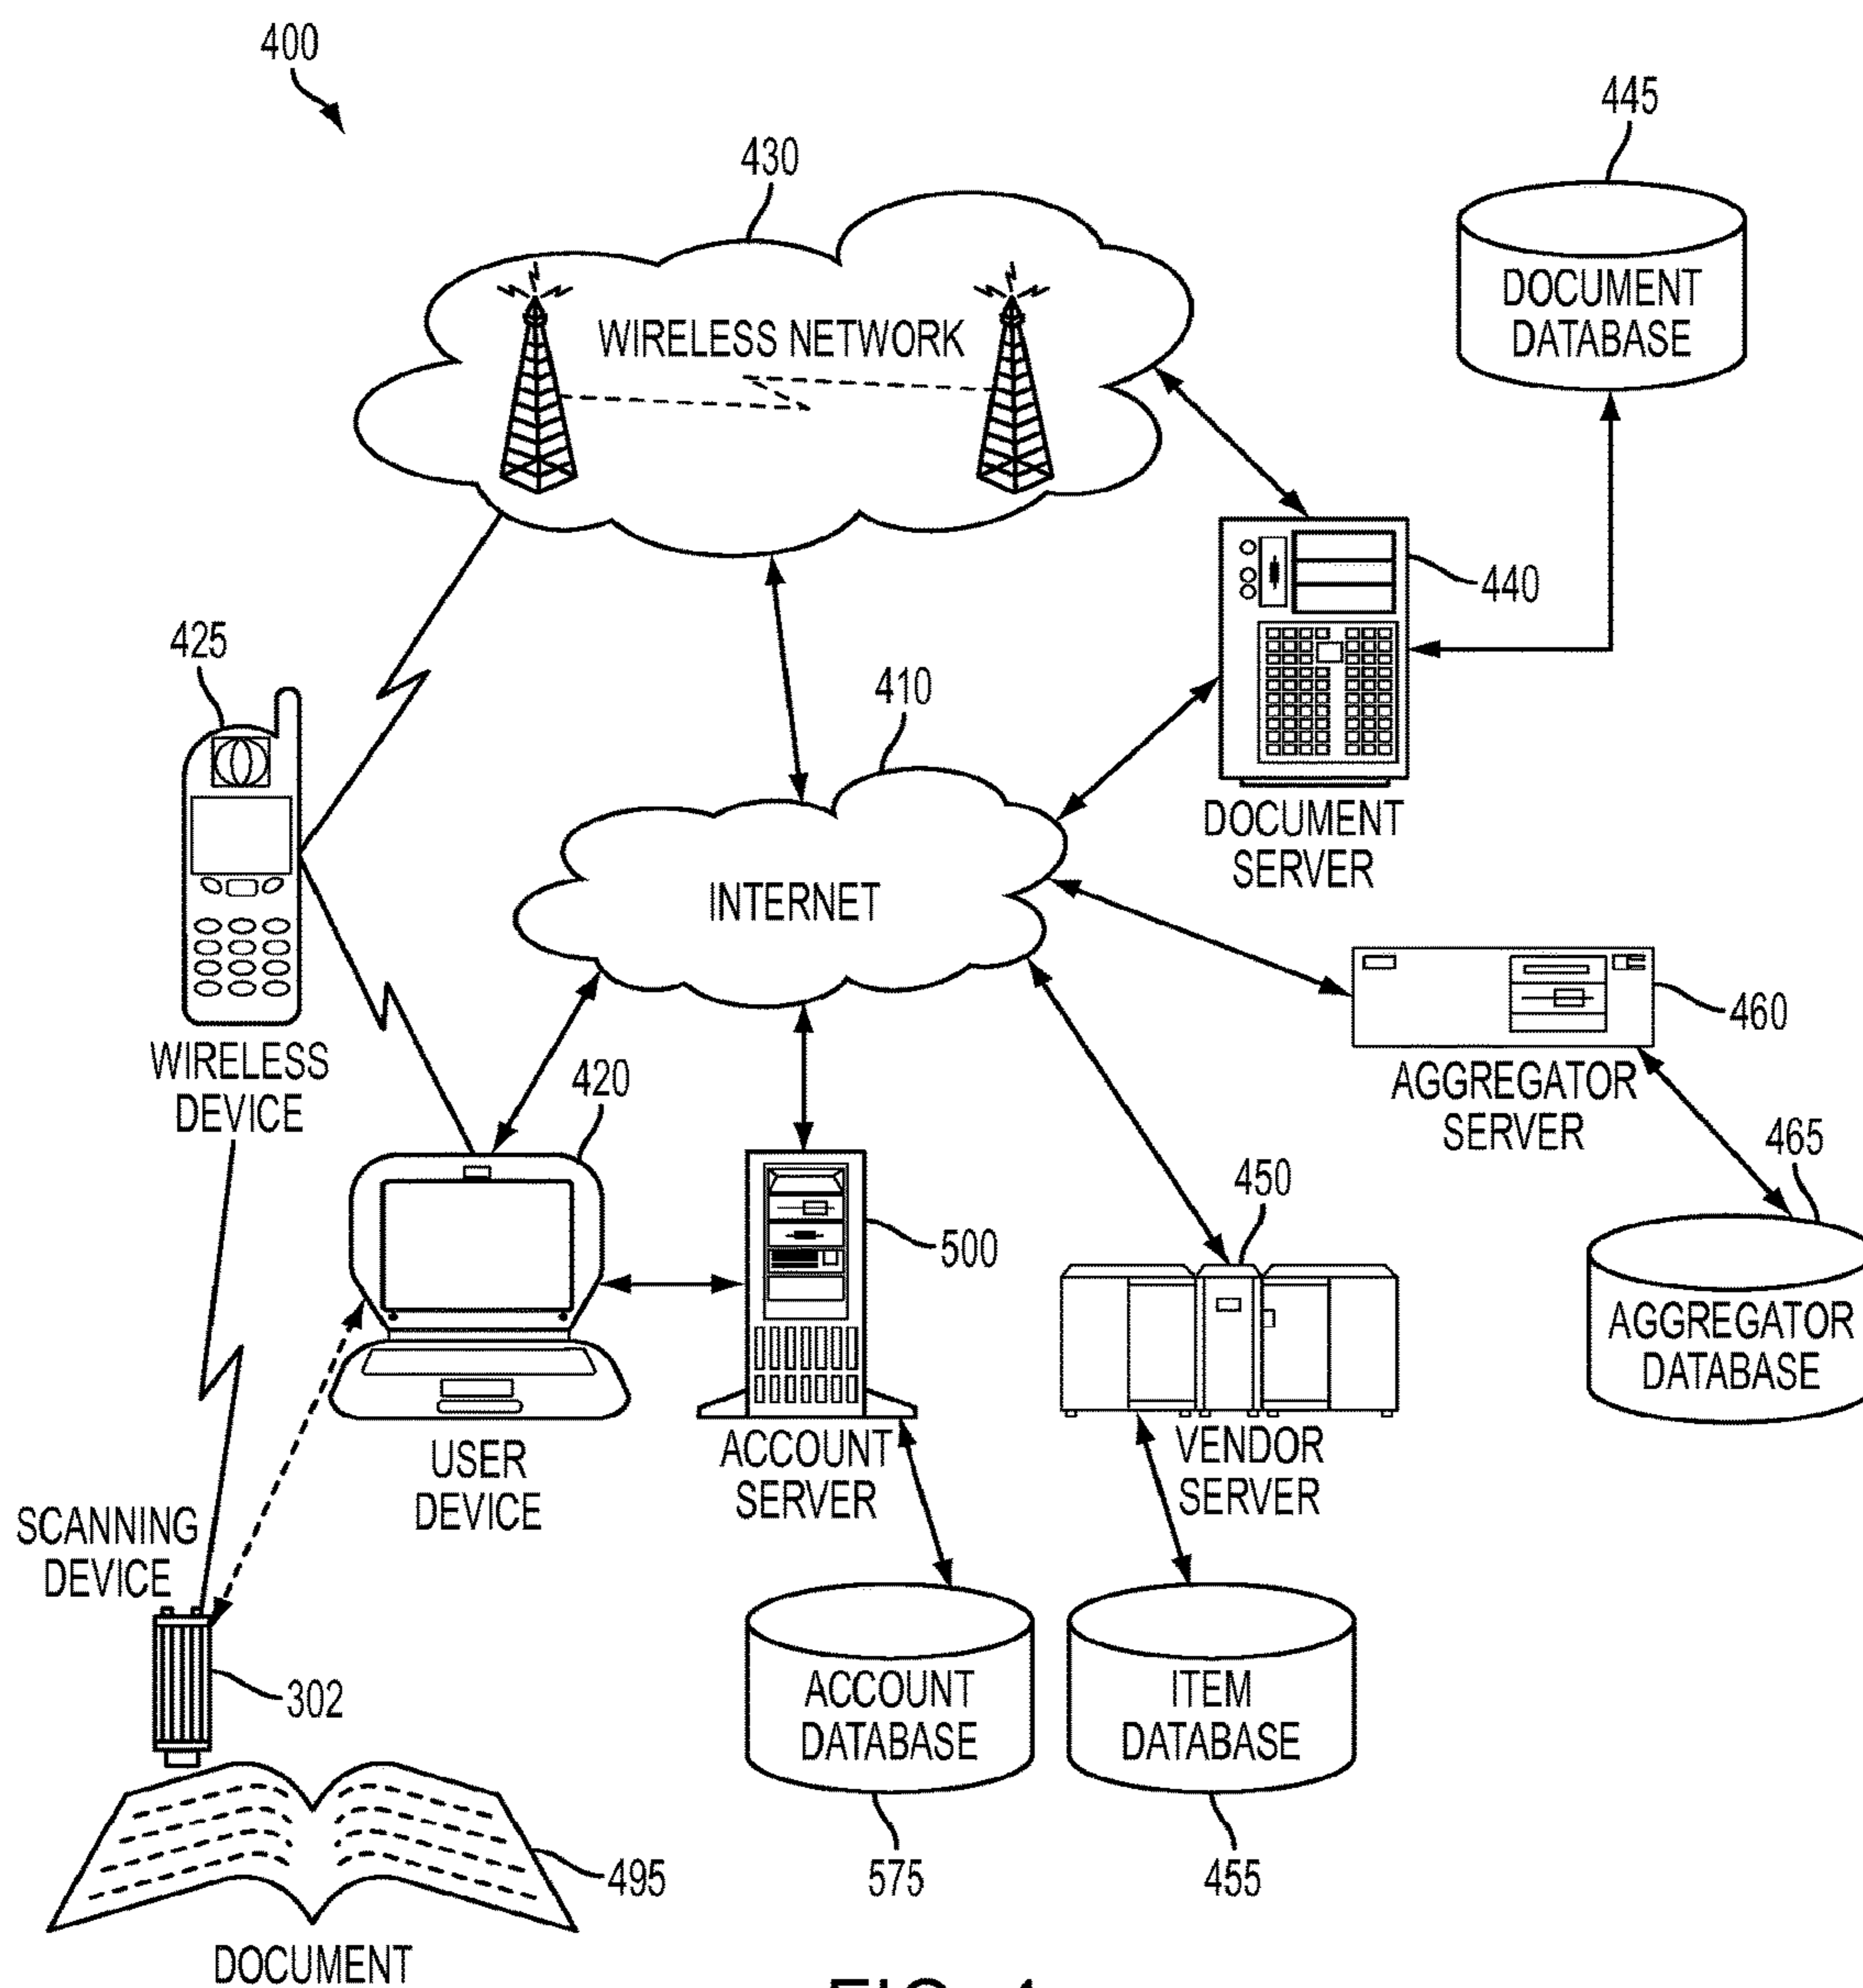 400
430
445
WIRELESS NETWORK
DOCUMENT
DATABASE
440
425
410
DOCUMENT
SERVER
INTERNET
460
WIRELESS
DEVICE
420
AGGREGATOR
SERVER
465
450
500
AGGREGATOR
DATABASE
USER
DEVICE
ACCOUNT
SERVER
VENDOR
SERVER
SCANNING
DEVICE
302
ACCOUNT
DATABASE
ITEM
DATABASE
495
575
455
DOCUMENT